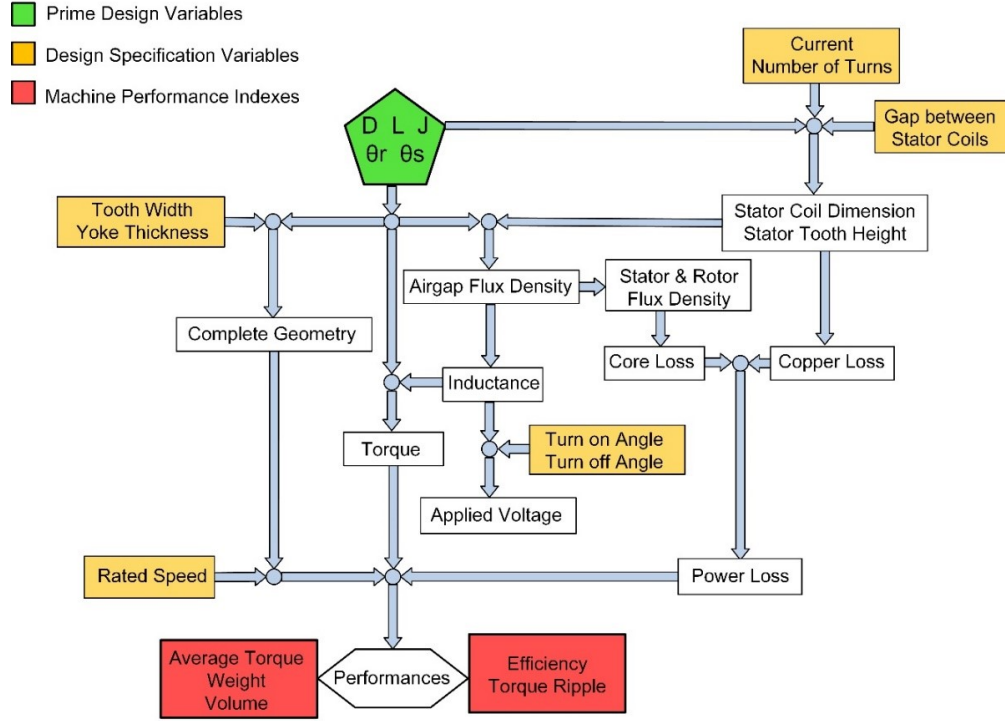 Prime Design Variables
Design Specification Variables
Machine Performance Indexes
Current
Number of Turns
Gap between
Stator Coils
D L J
θr θs
Tooth Width
Yoke Thickness
Stator Coil Dimension
Stator Tooth Height
Airgap Flux Density
Stator & Rotor
Flux Density
Complete Geometry
Core Loss
Copper Loss
Inductance
Torque
Turn on Angle
Turn off Angle
Applied Voltage
Rated Speed
Power Loss
Average Torque
Weight
Volume
Performances
Efficiency
Torque Ripple